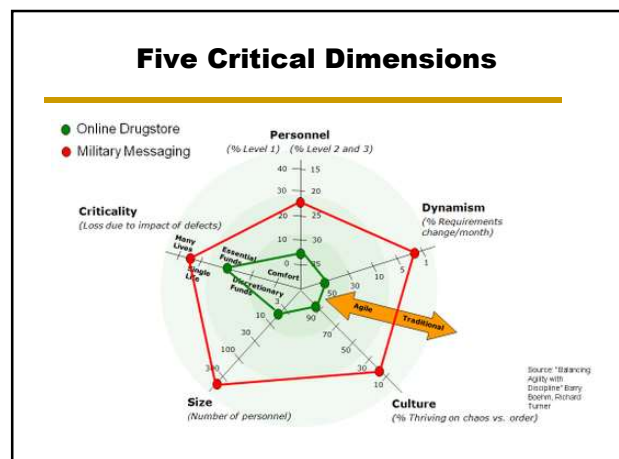 Five Critical Dimensions
Online Drugstore
Military Messaging
Personnel
(% Level 1) (% Level 2 and 3)
40 15
30 20
20 25
10 30
0 35
Dynamism
(% Requirements
change/month)
50
30
10
5
1
Criticality
(Loss due to impact of defects)
Many
Lives
Single
Life
Essential
Funds
Discretionary
Funds
Comfort
3
10
30
100
300
90
70
50
30
10
Agile
Traditional
Size
(Number of personnel)
Culture
(% Thriving on chaos vs. order)
Source: "Balancing
Agility with
Discipline" Barry
Boehm, Richard
Turner